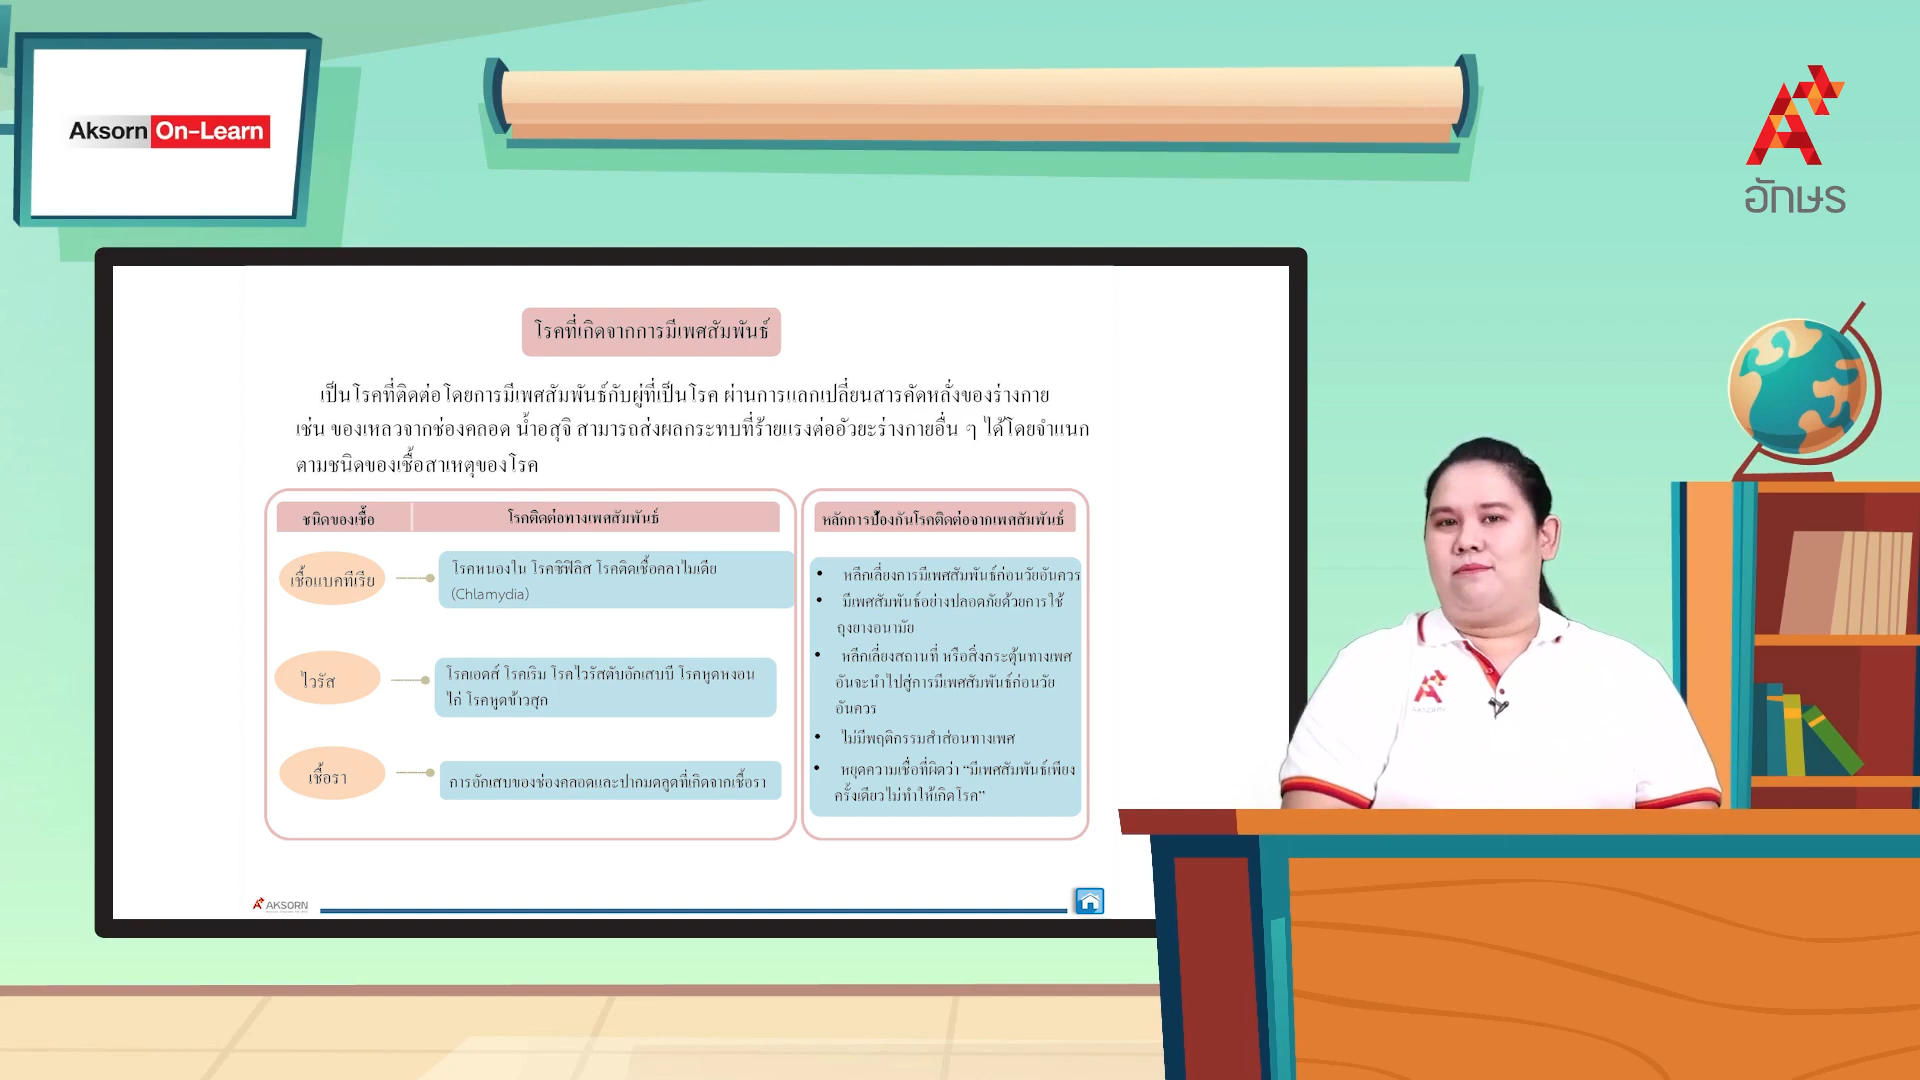 Aksorn On-Learn
อักษร
โรคที่เกิดจากการมีเพศสัมพันธ์
เป็นโรคที่ติดต่อโดยการมีเพศสัมพันธ์กับผู่ที่เป็นโรค ผ่านการแลกเปลี่ยนสารคัดหลั่งของร่างกาย
เช่น ของเหลวจากช่องคลอด น้ำอสุจิ สามารถส่งผลกระทบที่ร้ายแรงต่ออัวยะร่างกายอื่น ๆ ได้โดยจำแนก
ตามชนิดของเชื้อสาเหตุของโรค
ชนิดของเชื้อ
โรคติดต่อทางเพศสัมพันธ์
เชื้อแบคทีเรีย
โรคหนองใน โรคซิฟิลิส โรคติดเชื้อคลาไมเดีย
(Chlamydia)
ไวรัส
โรคเอดส์ โรคเริม โรคไวรัสตับอักเสบบี โรคหูดหงอน
ไก่ โรคหูดข้าวสุก
เชื้อรา
การอักเสบของช่องคลอดและปากมดลูดที่เกิดจากเชื้อรา
หลักการป้องกันโรคติดต่อจากเพศสัมพันธ์
• หลีกเลี่ยงการมีเพศสัมพันธ์ก่อนวัยอันควร
• มีเพศสัมพันธ์อย่างปลอดภัยด้วยการใช้
ถุงยางอนามัย
• หลีกเลี่ยงสถานที่ หรือสิ่งกระตุ้นทางเพศ
อันจะนำไปสู่การมีเพศสัมพันธ์ก่อนวัย
อันควร
• ไม่มีพฤติกรรมสำส่อนทางเพศ
• หยุดความเชื่อที่ผิดว่า “มีเพศสัมพันธ์เพียง
ครั้งเดียวไม่ทำให้เกิดโรค”
AKSORN